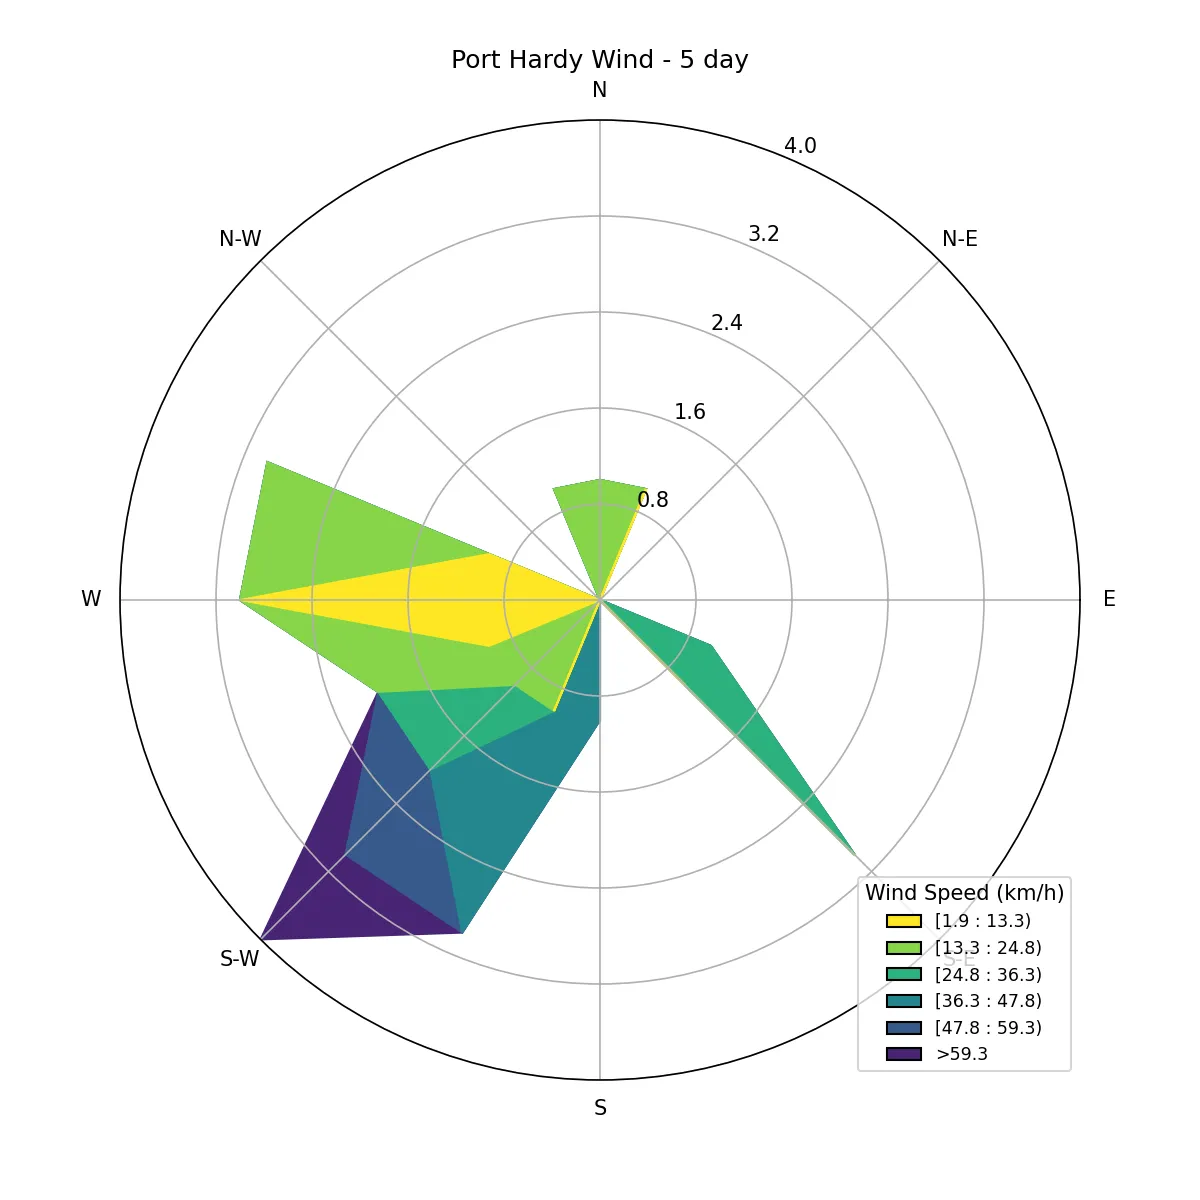 Port Hardy Wind - 5 day
N
4.0
N-W
3.2
N-E
2.4
1.6
0.8
W
E
Wind Speed (km/h)
[1.9 : 13.3)
[13.3 : 24.8)
S-W
S-E
[24.8 : 36.3)
[36.3 : 47.8)
[47.8 : 59.3)
>59.3
S